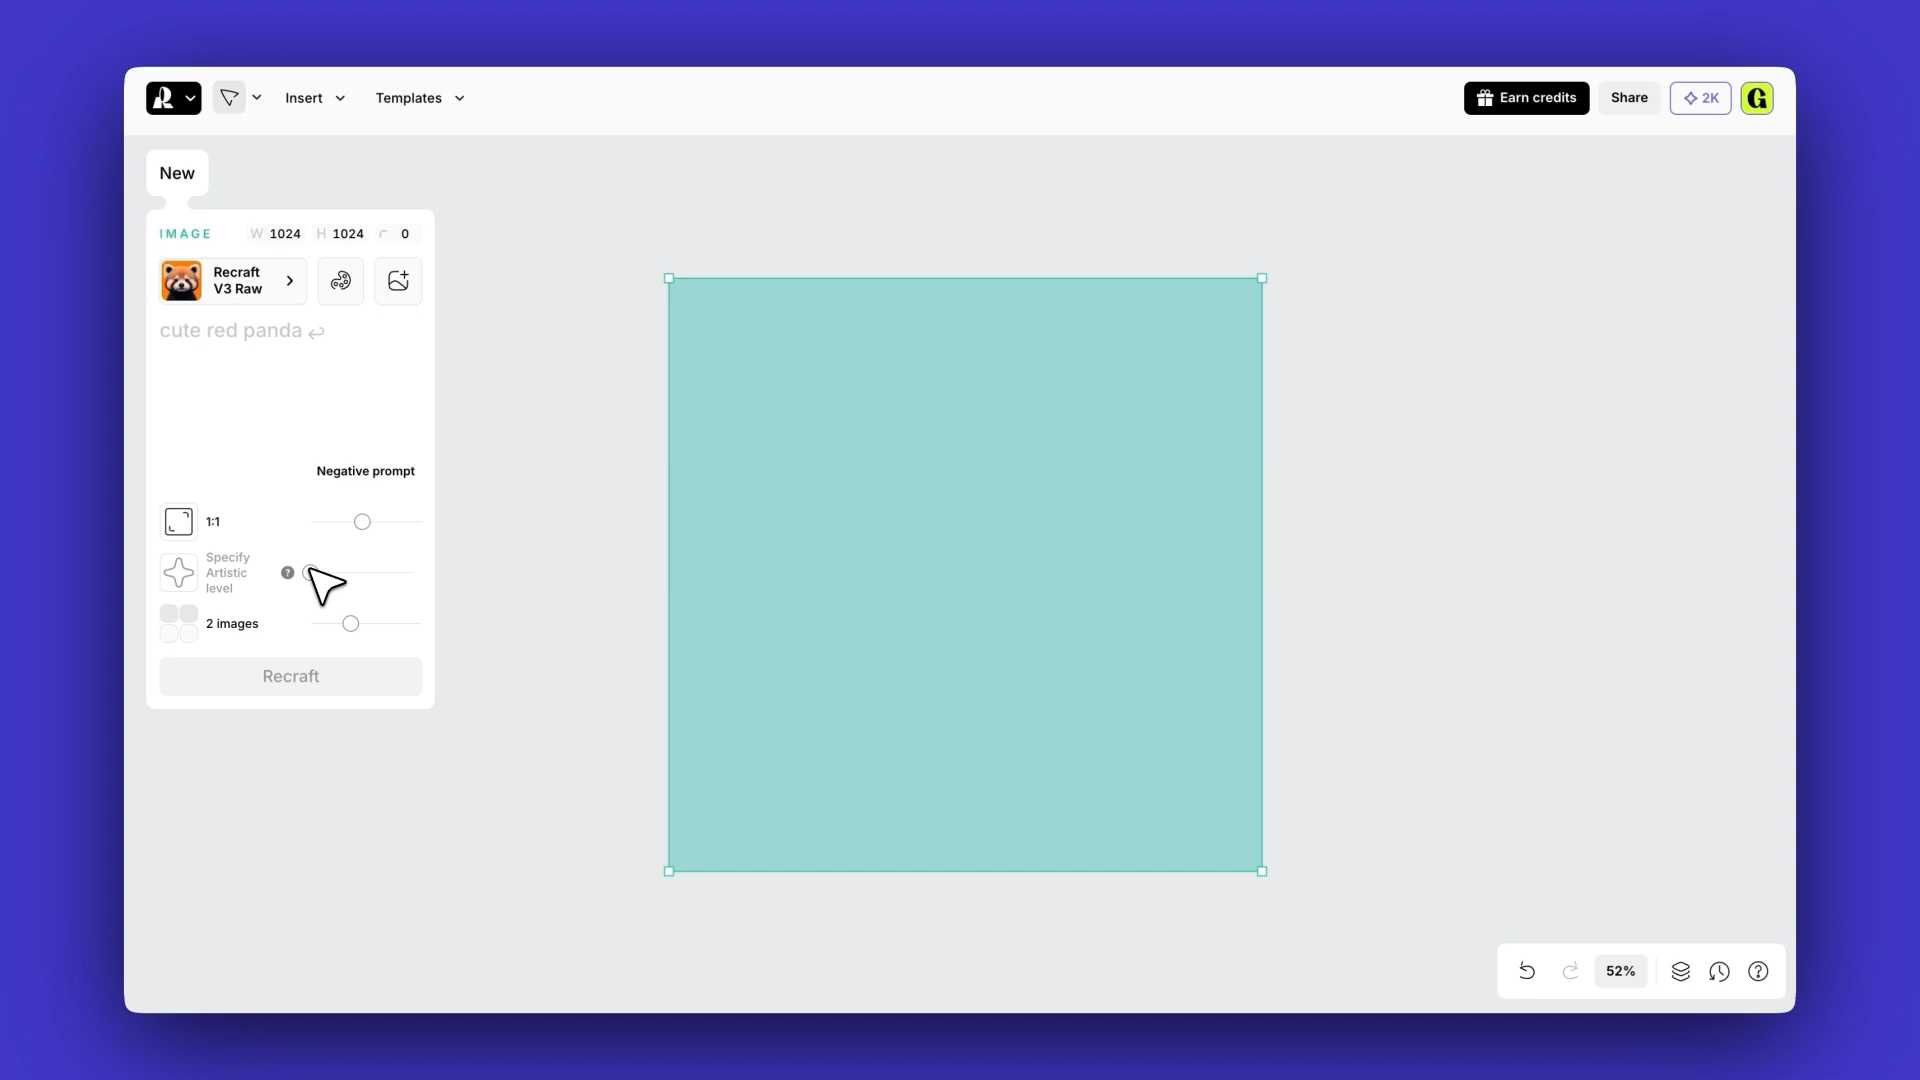 Insert
Templates
Earn credits
Share
2K
G
New
IMAGE
W 1024
H 1024
0
Recraft
V3 Raw
cute red panda
Negative prompt
1:1
Specify
Artistic
level
?
2 images
Recraft
52%
?